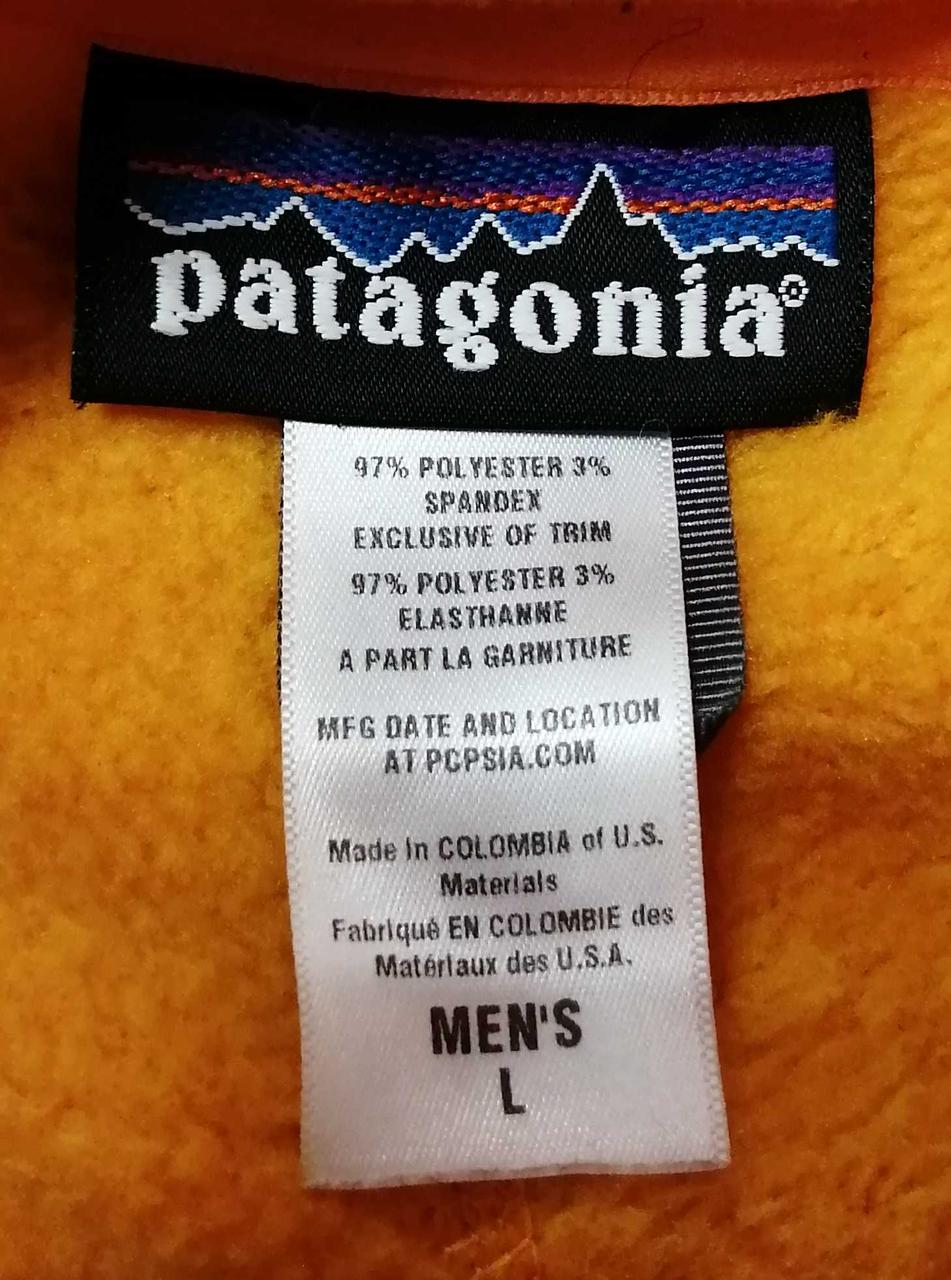 patagonia®
97% POLYESTER 3%
SPANDEX
EXCLUSIVE OF TRIM
97% POLYESTER 3%
ELASTHANNE
A PART LA GARNITURE
MFG DATE AND LOCATION
AT PCPSIA.COM
Made in COLOMBIA of U.S.
Materials
Fabriqué EN COLOMBIE des
Matériaux des U.S.A.
MEN'S
L